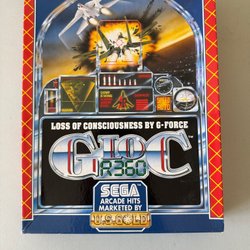 LOSS OF CONSCIOUSNESS BY G-FORCE
G-LOC
R360
SEGA
ARCADE HITS
MARKETED BY
U.S. GOLD